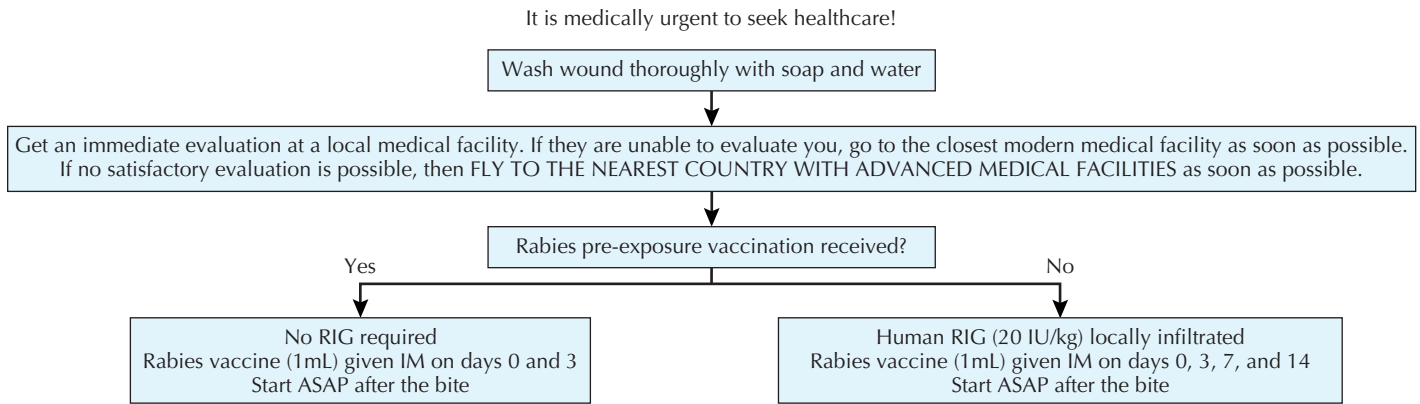 It is medically urgent to seek healthcare!
Wash wound thoroughly with soap and water
Get an immediate evaluation at a local medical facility. If they are unable to evaluate you, go to the closest modern medical facility as soon as possible.
If no satisfactory evaluation is possible, then FLY TO THE NEAREST COUNTRY WITH ADVANCED MEDICAL FACILITIES as soon as possible.
Rabies pre-exposure vaccination received?
Yes
No
No RIG required
Rabies vaccine (1mL) given IM on days 0 and 3
Start ASAP after the bite
Human RIG (20 IU/kg) locally infiltrated
Rabies vaccine (1mL) given IM on days 0, 3, 7, and 14
Start ASAP after the bite